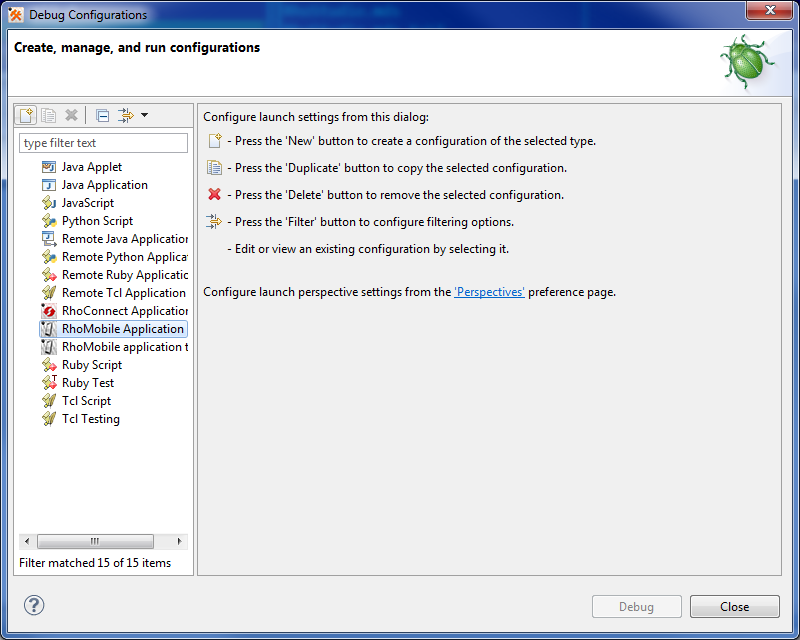 Debug Configurations
Create, manage, and run configurations
type filter text
Java Applet
Java Application
JavaScript
Python Script
Remote Java Application
Remote Python Applica
Remote Ruby Applicatic
Remote Tcl Application
RhoConnect Application
RhoMobile Application
RhoMobile application t
Ruby Script
Ruby Test
Tcl Script
Tcl Testing
Filter matched 15 of 15 items
Configure launch settings from this dialog:
- Press the 'New' button to create a configuration of the selected type.
- Press the 'Duplicate' button to copy the selected configuration.
- Press the 'Delete' button to remove the selected configuration.
- Press the 'Filter' button to configure filtering options.
- Edit or view an existing configuration by selecting it.
Configure launch perspective settings from the 'Perspectives' preference page.
?
Debug
Close